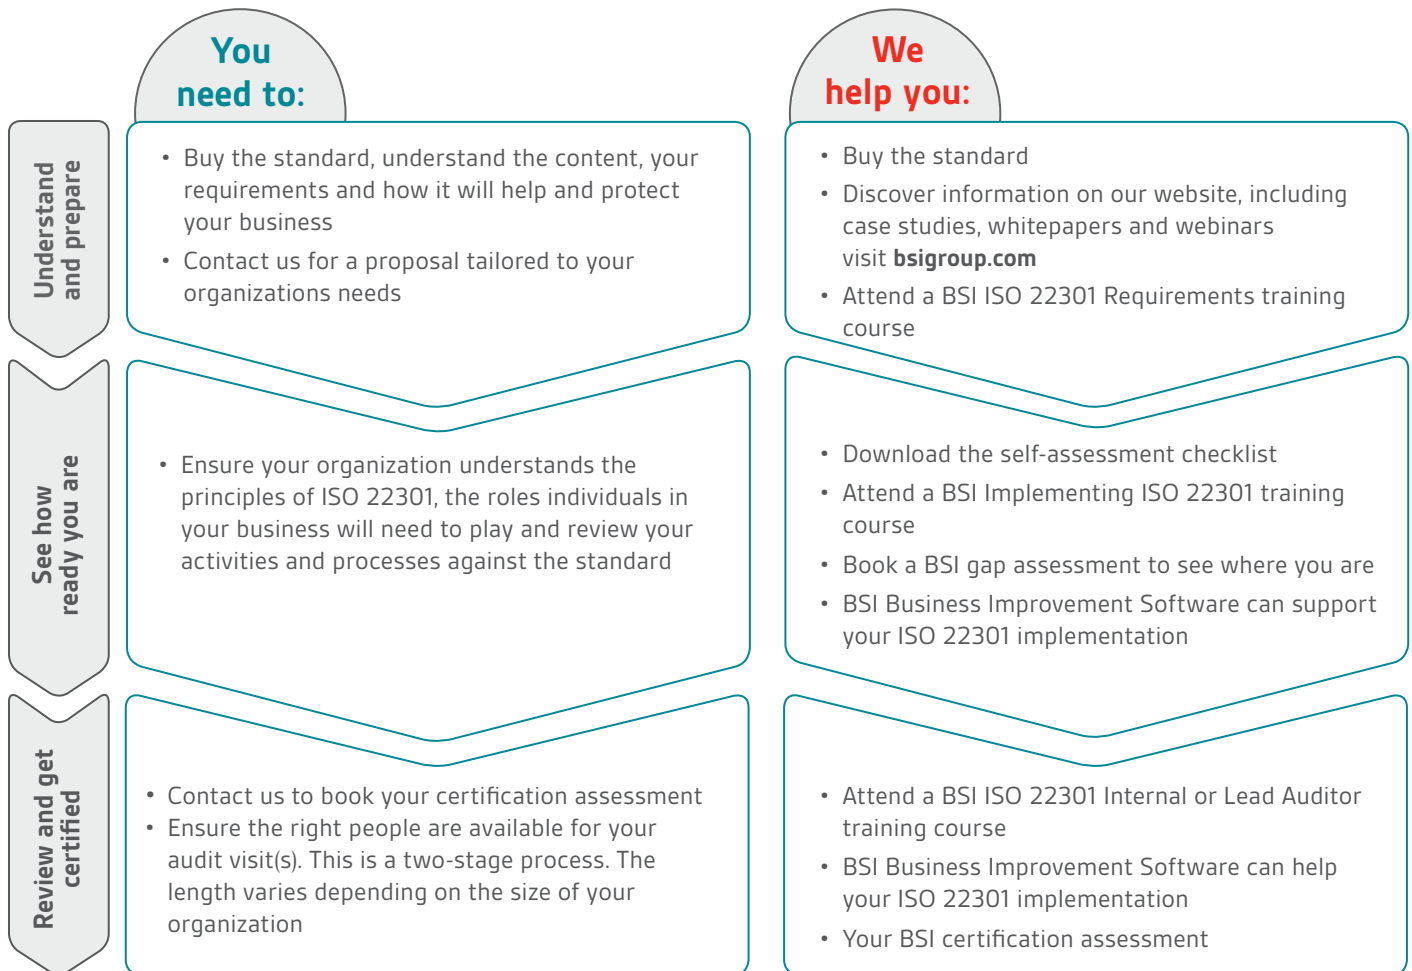 You
need to:
We
help you:
Understand
and prepare
• Buy the standard, understand the content, your
requirements and how it will help and protect
your business
• Contact us for a proposal tailored to your
organizations needs
• Buy the standard
• Discover information on our website, including
case studies, whitepapers and webinars
visit bsigroup.com
• Attend a BSI ISO 22301 Requirements training
course
See how
ready you are
• Ensure your organization understands the
principles of ISO 22301, the roles individuals in
your business will need to play and review your
activities and processes against the standard
• Download the self-assessment checklist
• Attend a BSI Implementing ISO 22301 training
course
• Book a BSI gap assessment to see where you are
• BSI Business Improvement Software can support
your ISO 22301 implementation
Review and get
certified
• Contact us to book your certification assessment
• Ensure the right people are available for your
audit visit(s). This is a two-stage process. The
length varies depending on the size of your
organization
• Attend a BSI ISO 22301 Internal or Lead Auditor
training course
• BSI Business Improvement Software can help
your ISO 22301 implementation
• Your BSI certification assessment